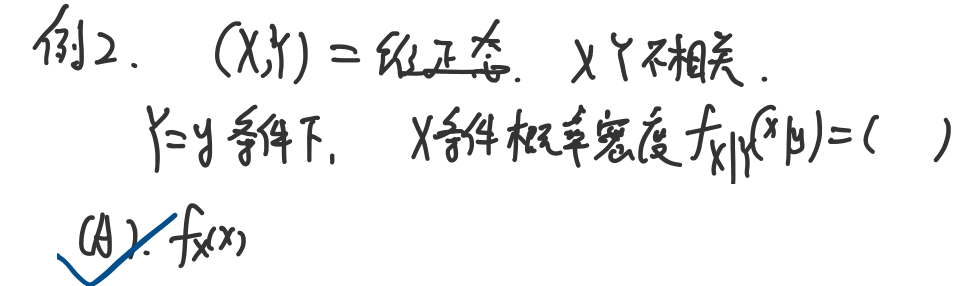 例2. (X,Y) = 维正态. X Y 不相关.
Y=y 条件下, X条件概率密度 f_{X|Y}(x|y)=( )
(A). f_X(x)